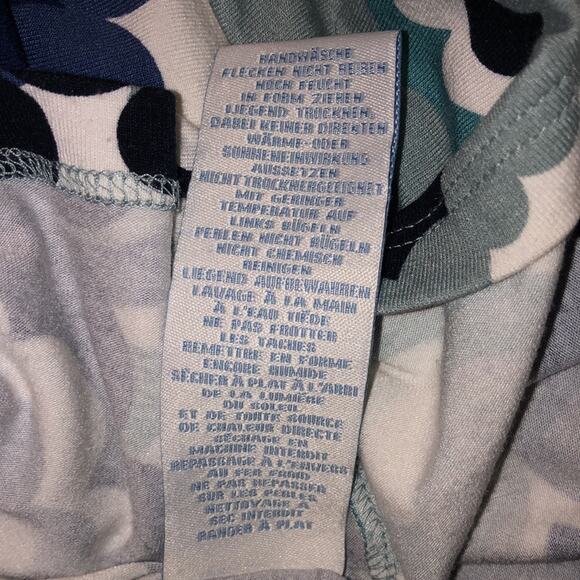 HANDWÄSCHE
FLECKEN NICHT REIBEN
NOCH FEUCHT
IN FORM ZIEHEN
LIEGEND TROCKNEN,
DABEI KEINER DIREKTEN
WÄRME-ODER
SONNENEINWIRKUNG
AUSSETZEN
NICHT TROCKNERGEEIGNET
MIT GERINGER
TEMPERATUR AUF
LINKS BÜGELN
PERLEN NICHT BÜGELN
NICHT CHEMISCH
REINIGEN
LIEGEND AUFBEWAHREN
LAVAGE À LA MAIN
À L'EAU TIÈDE
NE PAS FROTTER
LES TACHES
REMETTRE EN FORME
ENCORE HUMIDE
SÉCHER À PLAT À L'ABRI
DE LA LUMIÈRE
DU SOLEIL
ET DE TOUTE SOURCE
DE CHALEUR DIRECTE
SÉCHAGE EN
MACHINE INTERDIT
REPASSAGE À L'ENVERS
AU FER FROID
NE PAS REPASSER
SUR LES PERLES
NETTOYAGE À
SEC INTERDIT
RANGER À PLAT